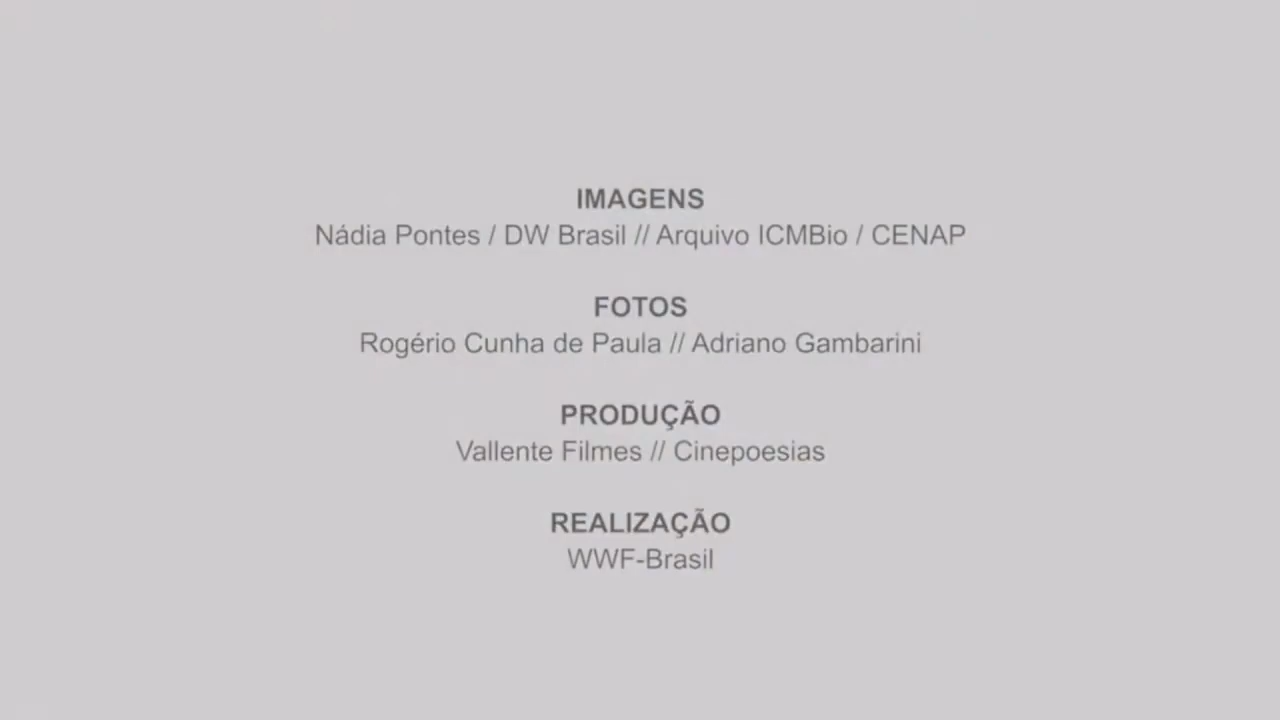 IMAGENS
Nádia Pontes / DW Brasil // Arquivo ICMBio / CENAP
FOTOS
Rogério Cunha de Paula // Adriano Gambarini
PRODUÇÃO
Vallente Filmes // Cinepoesias
REALIZAÇÃO
WWF-Brasil